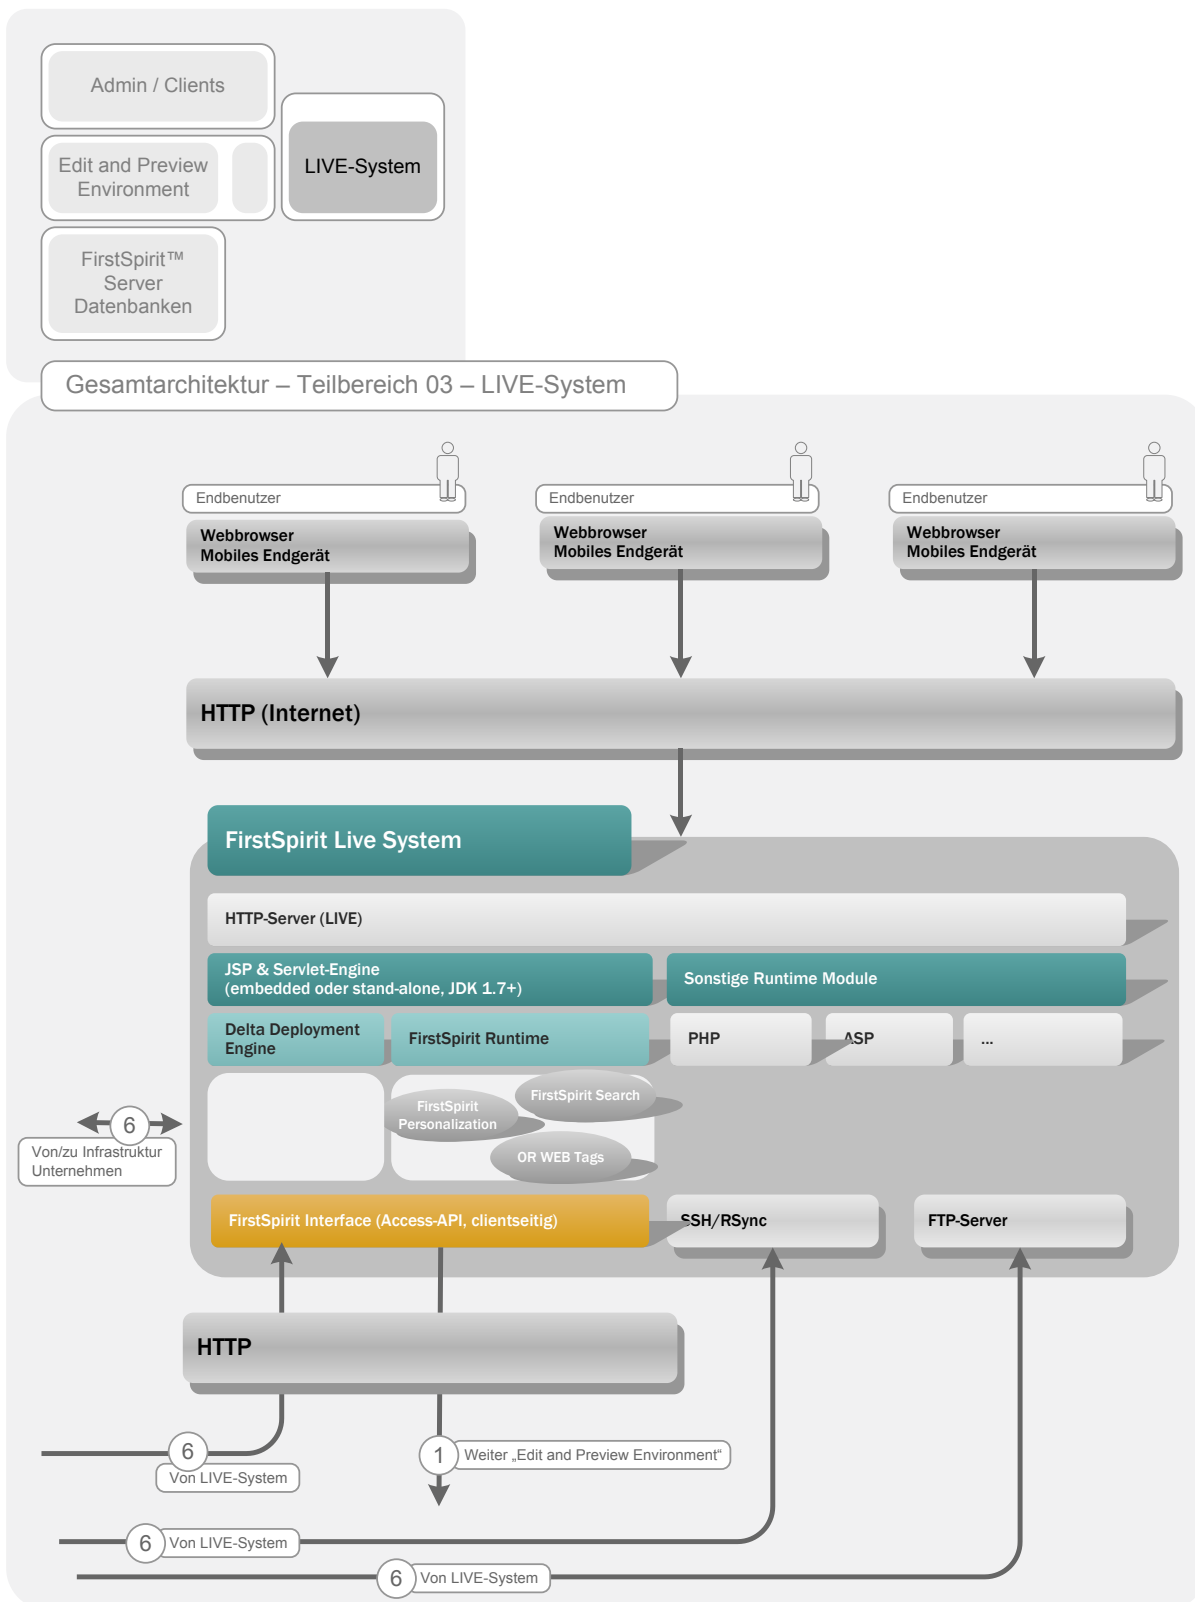 Admin / Clients
Edit and Preview
Environment
LIVE-System
FirstSpirit™
Server
Datenbanken
Gesamtarchitektur – Teilbereich 03 – LIVE-System
Endbenutzer
Endbenutzer
Endbenutzer
Webbrowser
Mobiles Endgerät
Webbrowser
Mobiles Endgerät
Webbrowser
Mobiles Endgerät
HTTP (Internet)
FirstSpirit Live System
HTTP-Server (LIVE)
JSP & Servlet-Engine
(embedded oder stand-alone, JDK 1.7+)
Sonstige Runtime Module
Delta Deployment
Engine
FirstSpirit Runtime
PHP
ASP
...
FirstSpirit Search
FirstSpirit
Personalization
OR WEB Tags
6
Von/zu Infrastruktur
Unternehmen
FirstSpirit Interface (Access-API, clientseitig)
SSH/RSync
FTP-Server
HTTP
6
Von LIVE-System
1
Weiter „Edit and Preview Environment“
6
Von LIVE-System
6
Von LIVE-System